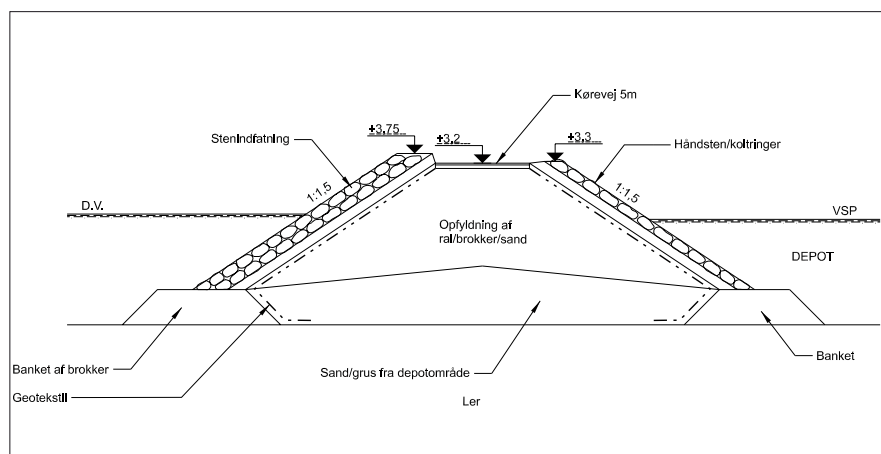 Kørevej 5m
+3,75
+3,2
+3,3
Stenindfatning
Håndsten/koltringer
1:1,5
1:1,5
D.V.
VSP
Opfyldning af
ral/brokker/sand
DEPOT
Banket af brokker
Sand/grus fra depotområde
Banket
Geotekstil
Ler